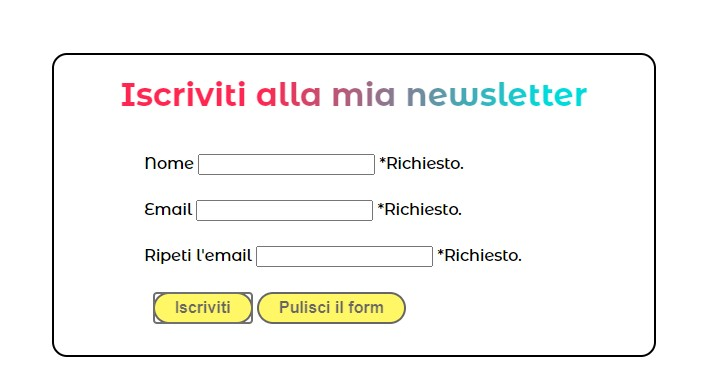 Iscriviti alla mia newsletter
Nome *Richiesto.
Email *Richiesto.
Ripeti l'email *Richiesto.
Iscriviti Pulisci il form